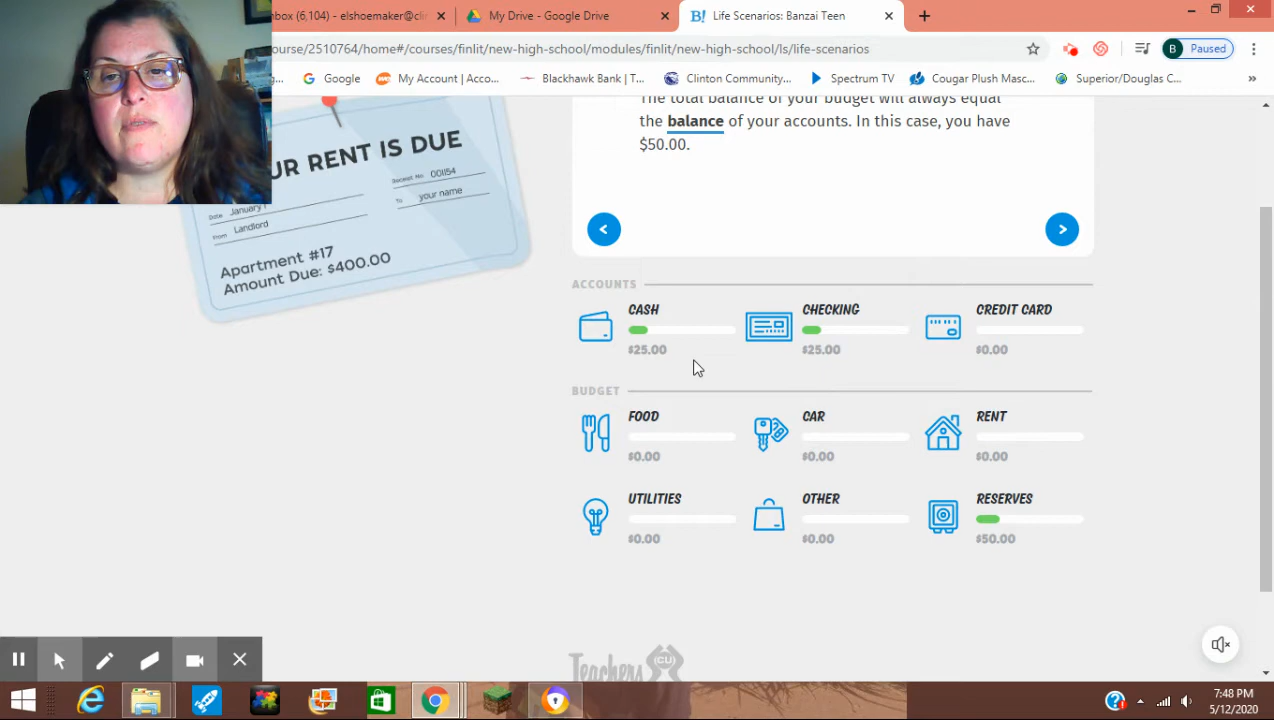 nbox (6,104) - elshoemaker@cli
My Drive - Google Drive
B! Life Scenarios: Banzai Teen
ourse/2510764/home#/courses/finlit/new-high-school/modules/finlit/new-high-school/ls/life-scenarios
B Paused
Google
My Account | Acco...
Blackhawk Bank | T...
Clinton Community...
Spectrum TV
Cougar Plush Masc...
Superior/Douglas C...
»
The total balance of your budget will always equal
the balance of your accounts. In this case, you have
$50.00.
UR RENT IS DUE
Date January 1
Receipt No. 001154
From Landlord
To your name
Apartment #17
Amount Due: $400.00
< >
ACCOUNTS
CASH CHECKING CREDIT CARD
$25.00 $25.00 $0.00
BUDGET
FOOD CAR RENT
$0.00 $0.00 $0.00
UTILITIES OTHER RESERVES
$0.00 $0.00 $50.00
Teachers CU
7:48 PM
5/12/2020